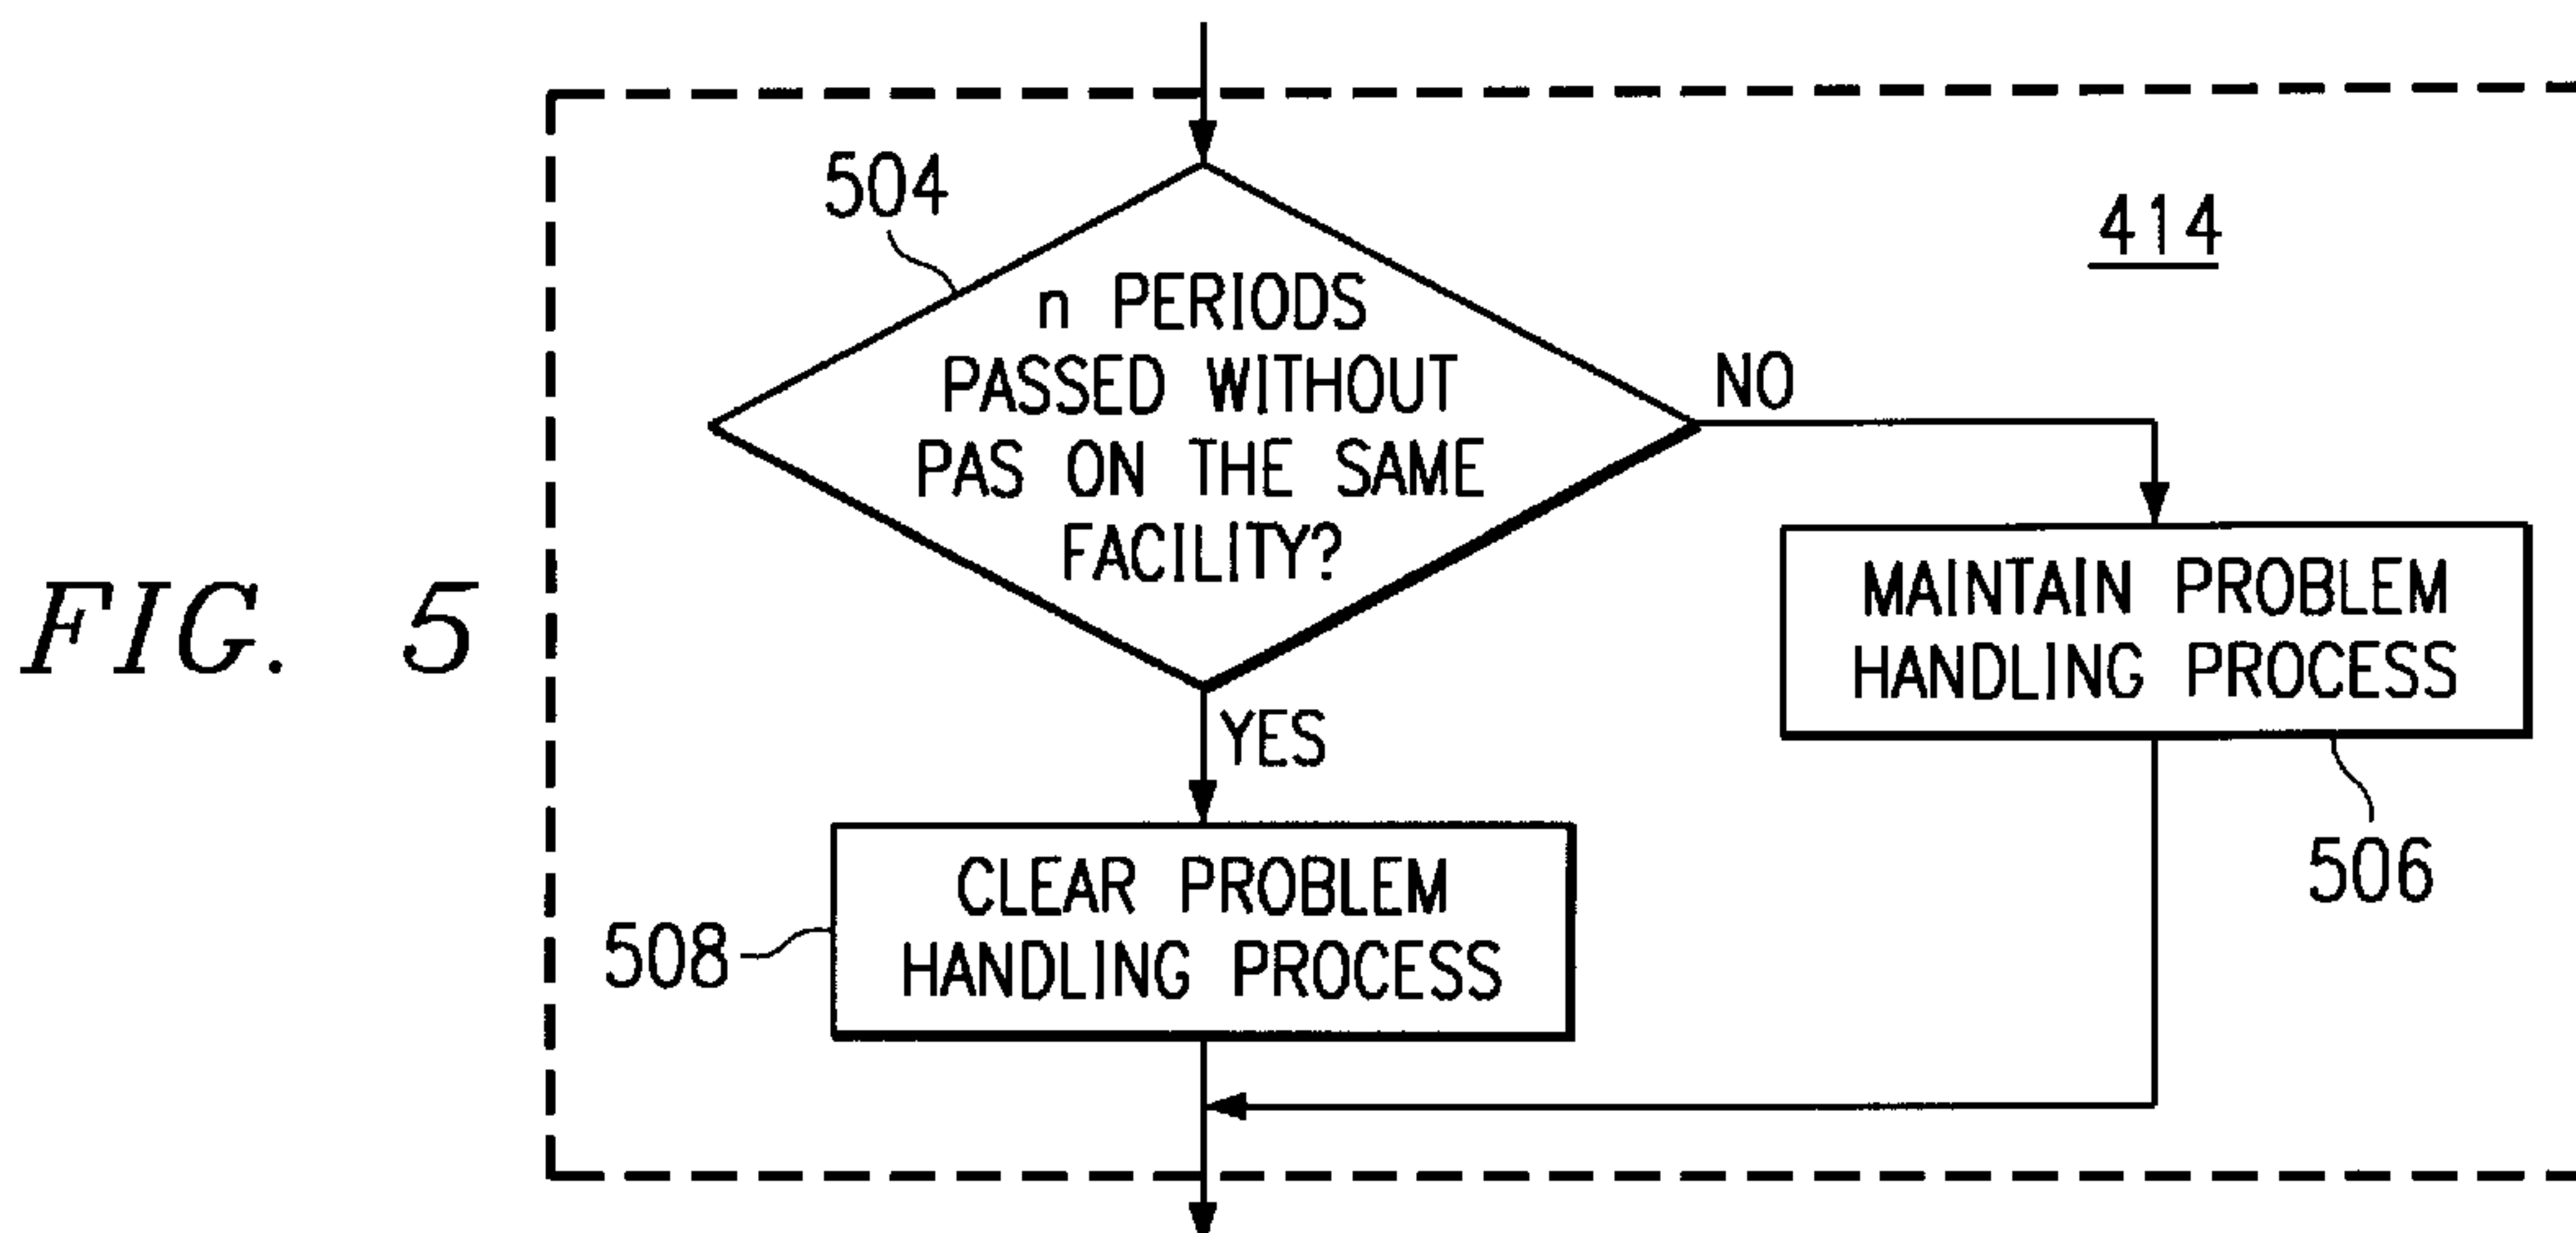 504
414
n PERIODS
PASSED WITHOUT
PAS ON THE SAME
FACILITY?
NO
MAINTAIN PROBLEM
HANDLING PROCESS
506
YES
CLEAR PROBLEM
HANDLING PROCESS
508
FIG. 5